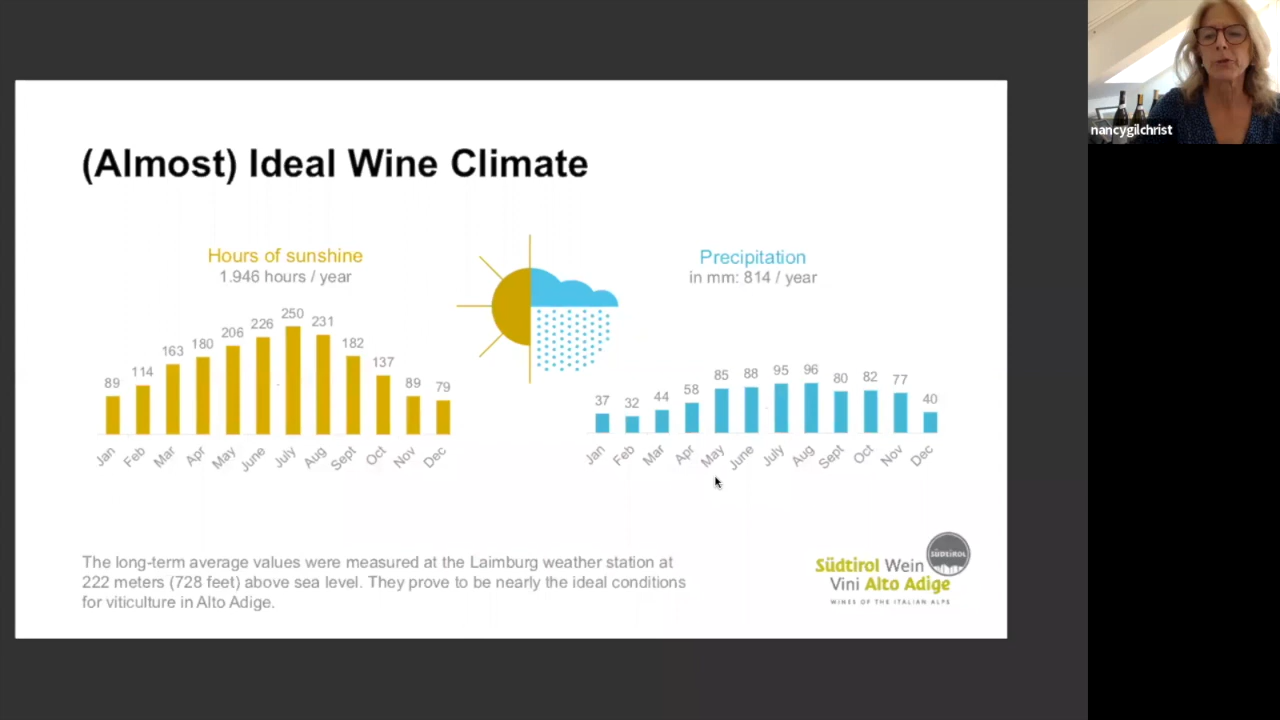 nancygilchrist
(Almost) Ideal Wine Climate
Hours of sunshine
1.946 hours / year
89 114 163 180 206 226 250 231 182 137 89 79
Jan Feb Mar Apr May June July Aug Sept Oct Nov Dec
Precipitation
in mm: 814 / year
37 32 44 58 85 88 95 96 80 82 77 40
Jan Feb Mar Apr May June July Aug Sept Oct Nov Dec
The long-term average values were measured at the Laimburg weather station at
222 meters (728 feet) above sea level. They prove to be nearly the ideal conditions
for viticulture in Alto Adige.
SÜDTIROL
Südtirol Wein
Vini Alto Adige
WINES OF THE ITALIAN ALPS